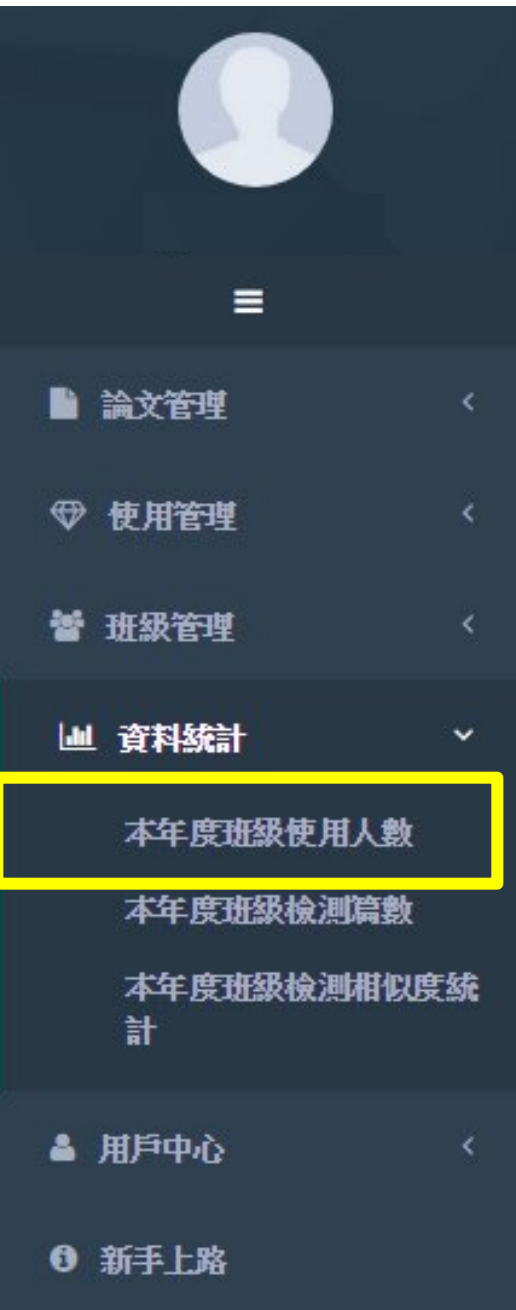 論文管理
使用管理
班級管理
資料統計
本年度班級使用人數
本年度班級檢測篇數
本年度班級檢測相似度統
計
用戶中心
新手上路